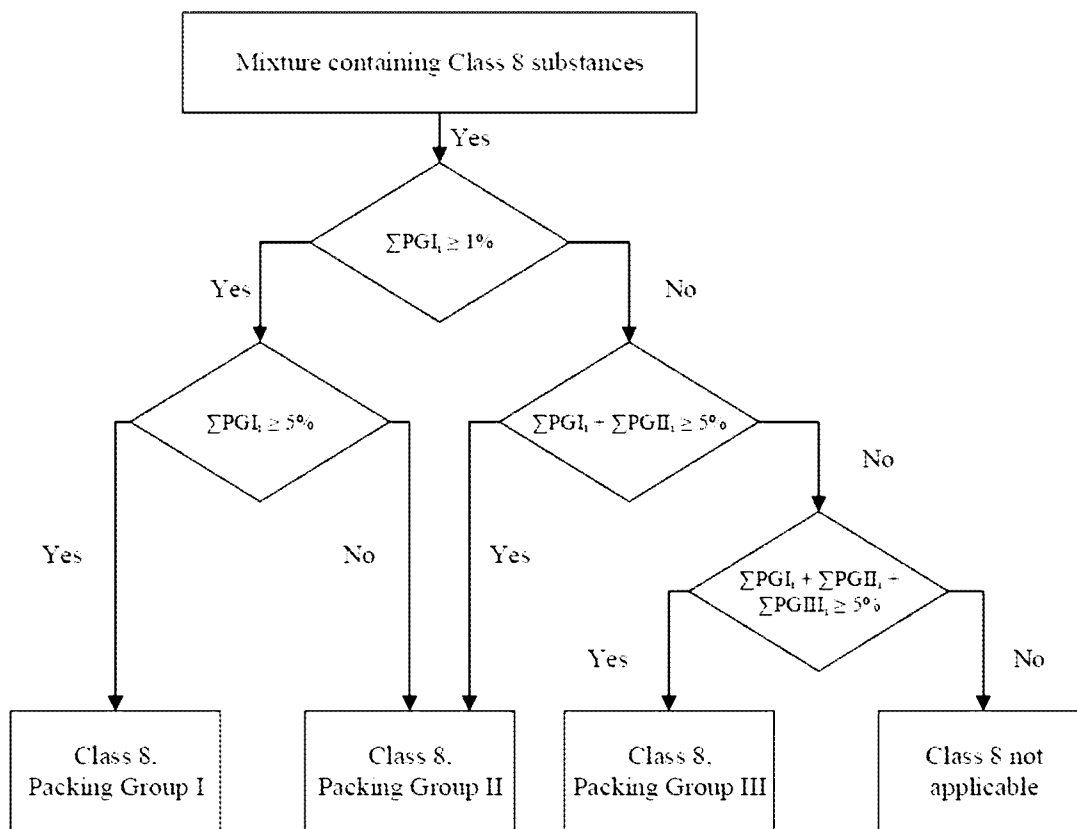 Mixture containing Class 8 substances
Yes
∑PGIᵢ ≥ 1%
Yes
No
∑PGIᵢ ≥ 5%
∑PGIᵢ + ∑PGIIᵢ ≥ 5%
No
Yes
No
Yes
∑PGIᵢ + ∑PGIIᵢ +
∑PGIIIᵢ ≥ 5%
Yes
No
Class 8,
Packing Group I
Class 8,
Packing Group II
Class 8,
Packing Group III
Class 8 not
applicable